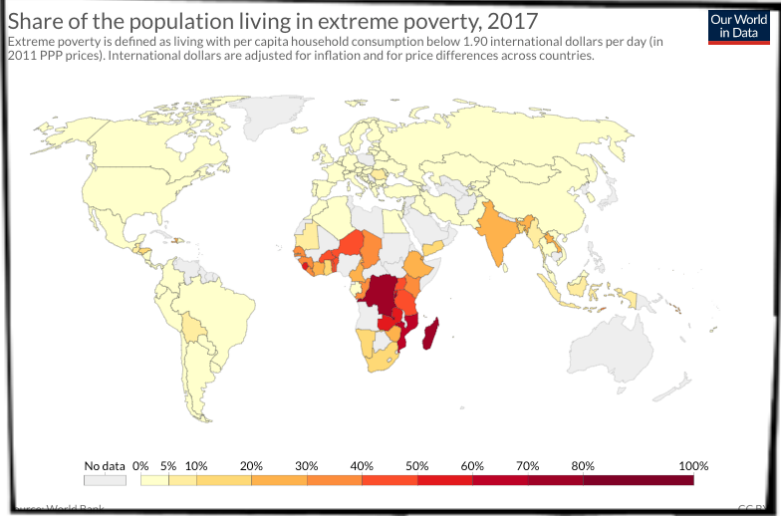 Share of the population living in extreme poverty, 2017
Our World
in Data
Extreme poverty is defined as living with per capita household consumption below 1.90 international dollars per day (in
2011 PPP prices). International dollars are adjusted for inflation and for price differences across countries.
No data 0% 5% 10% 20% 30% 40% 50% 60% 70% 80% 100%
World Bank